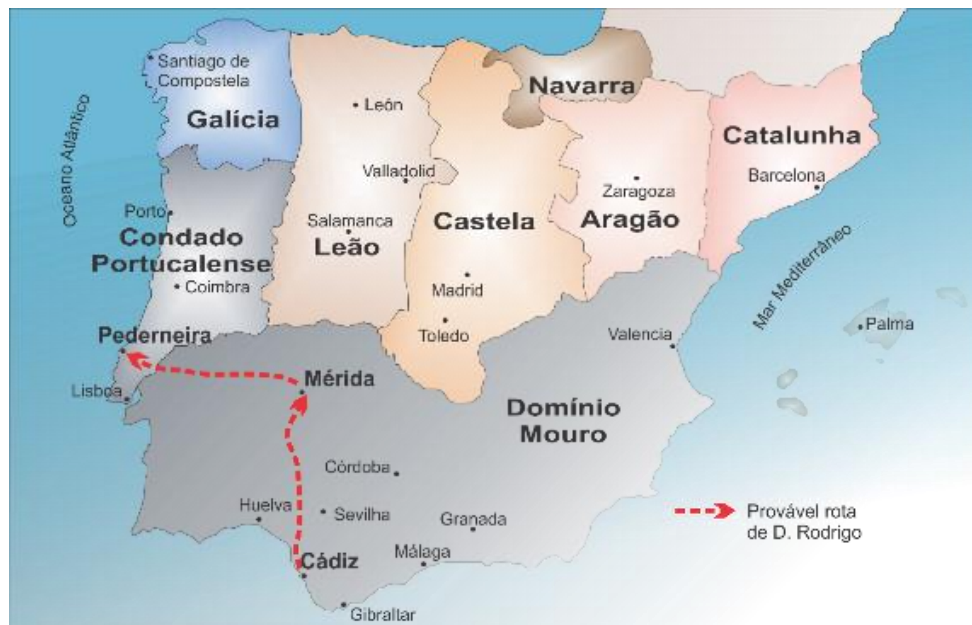 Oceano Atlântico
Santiago de
Compostela
Galícia
León
Navarra
Catalunha
Barcelona
Valladolid
Zaragoza
Aragão
Porto
Condado
Portucalense
Coimbra
Salamanca
Leão
Castela
Madrid
Toledo
Mar Mediterrâneo
Palma
Valencia
Pederneira
Lisboa
Mérida
Domínio
Mouro
Córdoba
Huelva
Sevilha
Granada
Cádiz
Málaga
Gibraltar
Provável rota
de D. Rodrigo